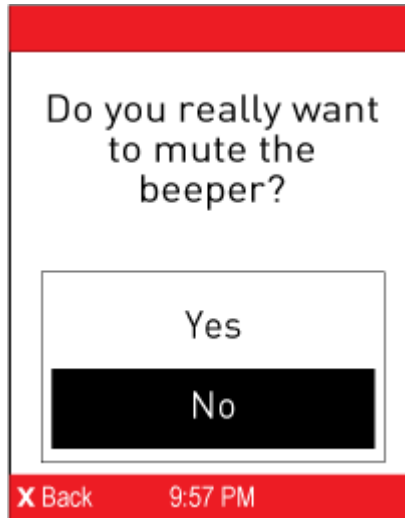 Do you really want
to mute the
beeper?
Yes
No
X Back 9:57 PM